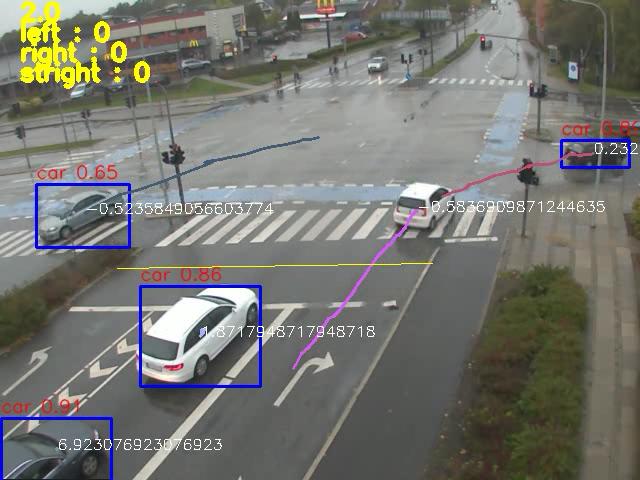 2.0
left : 0
right : 0
stright : 0
car 0.86
0.232
car 0.65
-0.5235849056603774
0.5836909871244635
car 0.86
1.8717948717948718
car 0.91
6.923076923076923